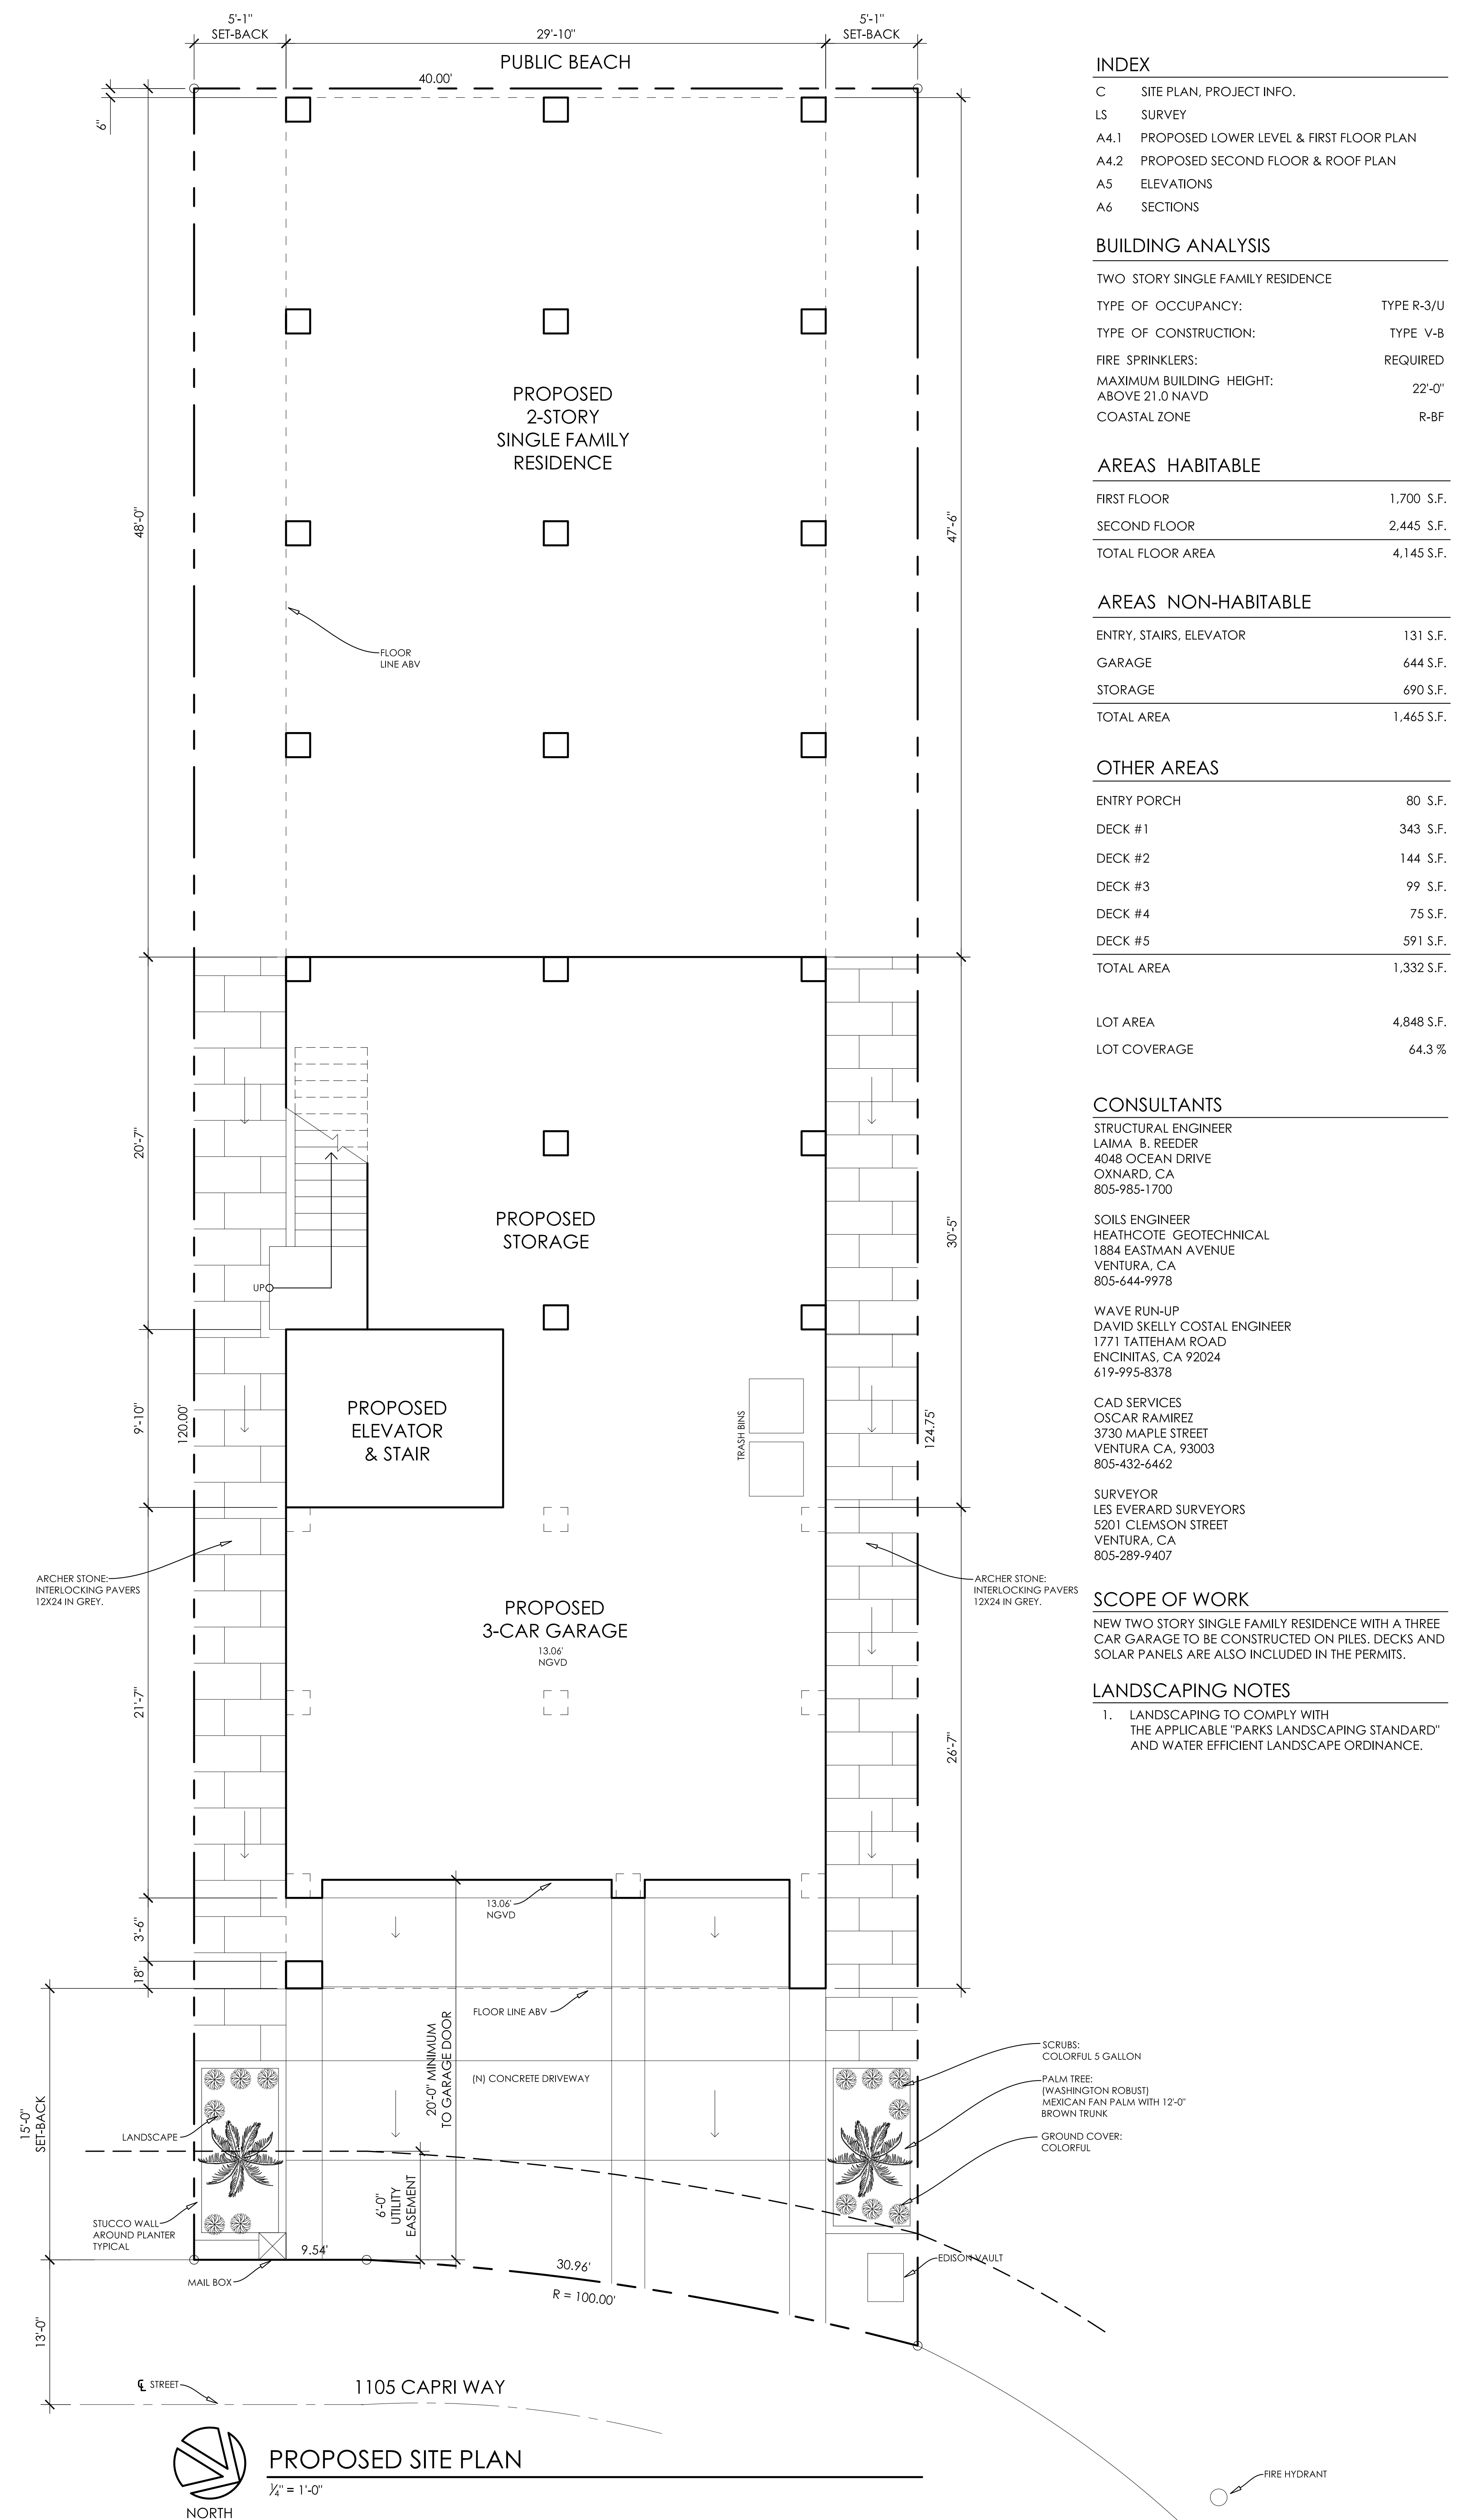 5'-1"
SET-BACK
29'-10"
5'-1"
SET-BACK
PUBLIC BEACH
40.00'
6"
PROPOSED
2-STORY
SINGLE FAMILY
RESIDENCE
48'-0"
47'-6"
FLOOR
LINE ABV
20'-7"
PROPOSED
STORAGE
30'-5"
UP
PROPOSED
ELEVATOR
& STAIR
9'-10"
120.00'
TRASH BINS
124.75'
ARCHER STONE:
INTERLOCKING PAVERS
12X24 IN GREY.
ARCHER STONE:
INTERLOCKING PAVERS
12X24 IN GREY.
PROPOSED
3-CAR GARAGE
13.06'
NGVD
21'-7"
26'-7"
13.06'
NGVD
3'-6"
18"
FLOOR LINE ABV
20'-0" MINIMUM
TO GARAGE DOOR
(N) CONCRETE DRIVEWAY
SCRUBS:
COLORFUL 5 GALLON
PALM TREE:
(WASHINGTON ROBUST)
MEXICAN FAN PALM WITH 12'-0"
BROWN TRUNK
GROUND COVER:
COLORFUL
15'-0"
SET-BACK
LANDSCAPE
6'-0"
UTILITY
EASEMENT
STUCCO WALL
AROUND PLANTER
TYPICAL
9.54'
MAIL BOX
30.96'
R = 100.00'
EDISON VAULT
13'-0"
℄ STREET
1105 CAPRI WAY
PROPOSED SITE PLAN
1/4" = 1'-0"
NORTH
FIRE HYDRANT
INDEX
C SITE PLAN, PROJECT INFO.
LS SURVEY
A4.1 PROPOSED LOWER LEVEL & FIRST FLOOR PLAN
A4.2 PROPOSED SECOND FLOOR & ROOF PLAN
A5 ELEVATIONS
A6 SECTIONS
BUILDING ANALYSIS
TWO STORY SINGLE FAMILY RESIDENCE
TYPE OF OCCUPANCY: TYPE R-3/U
TYPE OF CONSTRUCTION: TYPE V-B
FIRE SPRINKLERS: REQUIRED
MAXIMUM BUILDING HEIGHT:
ABOVE 21.0 NAVD 22'-0"
COASTAL ZONE R-BF
AREAS HABITABLE
FIRST FLOOR 1,700 S.F.
SECOND FLOOR 2,445 S.F.
TOTAL FLOOR AREA 4,145 S.F.
AREAS NON-HABITABLE
ENTRY, STAIRS, ELEVATOR 131 S.F.
GARAGE 644 S.F.
STORAGE 690 S.F.
TOTAL AREA 1,465 S.F.
OTHER AREAS
ENTRY PORCH 80 S.F.
DECK #1 343 S.F.
DECK #2 144 S.F.
DECK #3 99 S.F.
DECK #4 75 S.F.
DECK #5 591 S.F.
TOTAL AREA 1,332 S.F.
LOT AREA 4,848 S.F.
LOT COVERAGE 64.3 %
CONSULTANTS
STRUCTURAL ENGINEER
LAIMA B. REEDER
4048 OCEAN DRIVE
OXNARD, CA
805-985-1700
SOILS ENGINEER
HEATHCOTE GEOTECHNICAL
1884 EASTMAN AVENUE
VENTURA, CA
805-644-9978
WAVE RUN-UP
DAVID SKELLY COSTAL ENGINEER
1771 TATTEHAM ROAD
ENCINITAS, CA 92024
619-995-8378
CAD SERVICES
OSCAR RAMIREZ
3730 MAPLE STREET
VENTURA CA, 93003
805-432-6462
SURVEYOR
LES EVERARD SURVEYORS
5201 CLEMSON STREET
VENTURA, CA
805-289-9407
SCOPE OF WORK
NEW TWO STORY SINGLE FAMILY RESIDENCE WITH A THREE
CAR GARAGE TO BE CONSTRUCTED ON PILES. DECKS AND
SOLAR PANELS ARE ALSO INCLUDED IN THE PERMITS.
LANDSCAPING NOTES
1. LANDSCAPING TO COMPLY WITH
THE APPLICABLE "PARKS LANDSCAPING STANDARD"
AND WATER EFFICIENT LANDSCAPE ORDINANCE.